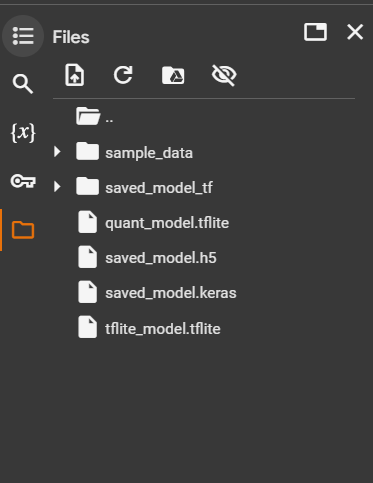 Files
..
{x}
sample_data
saved_model_tf
quant_model.tflite
saved_model.h5
saved_model.keras
tflite_model.tflite